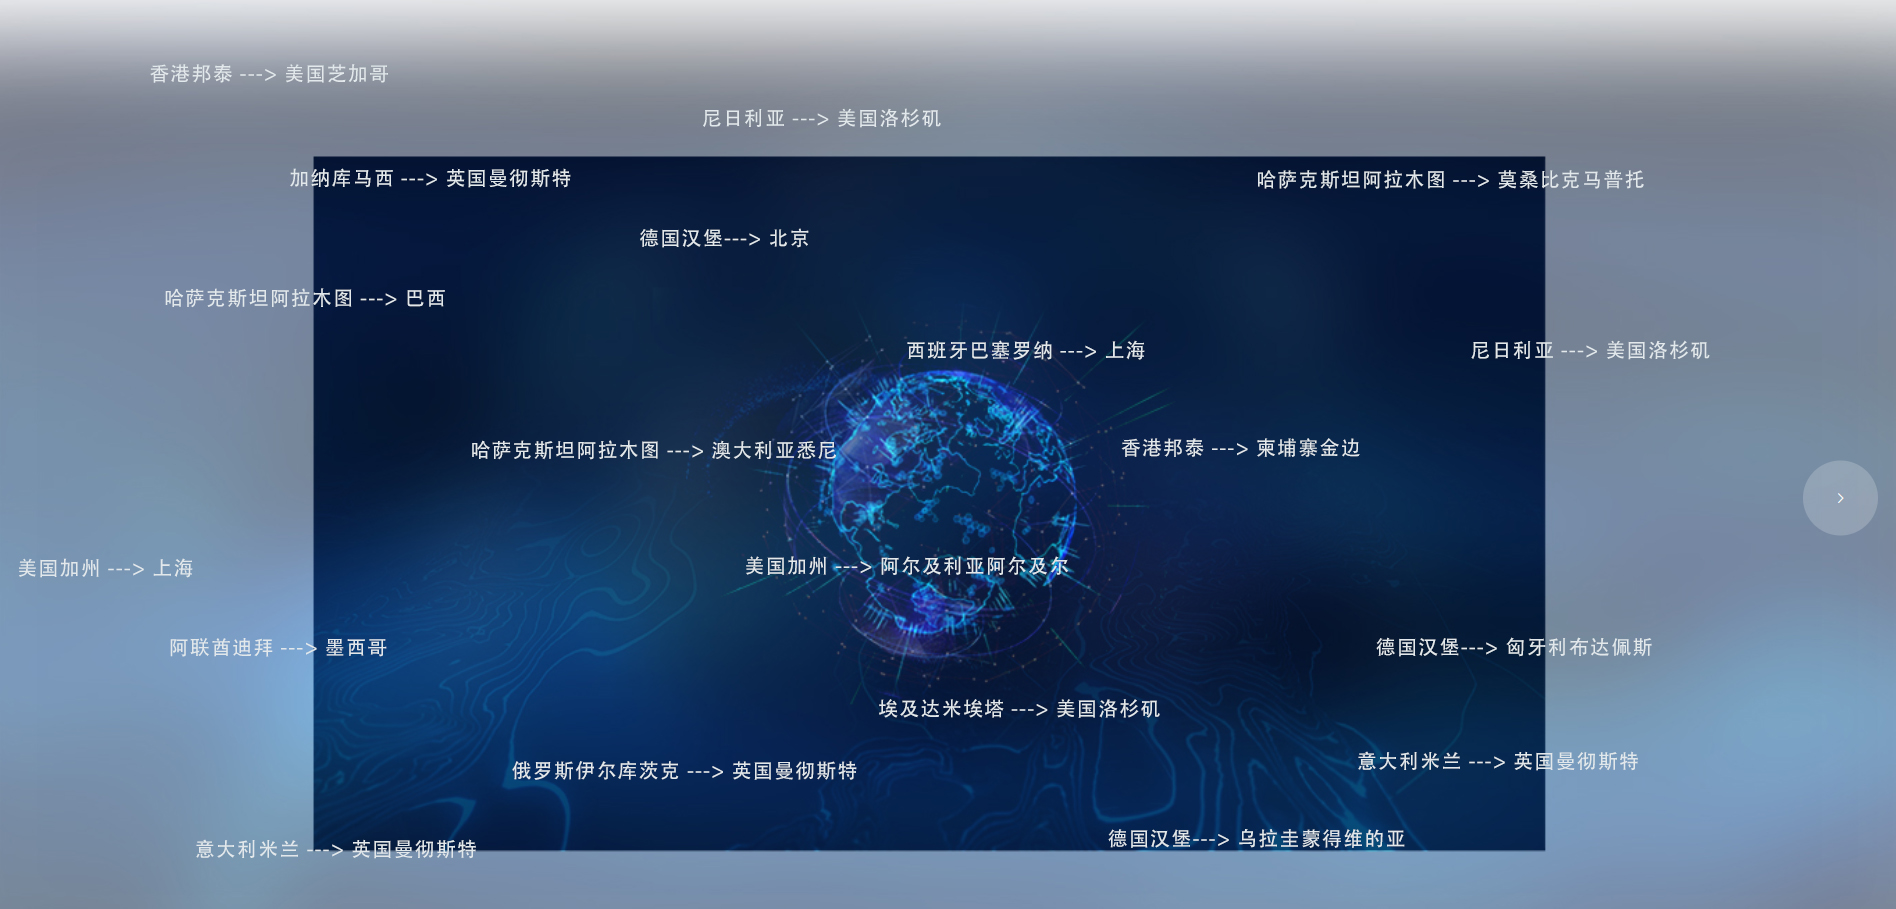 香港邦泰 ---> 美国芝加哥
尼日利亚 ---> 美国洛杉矶
加纳库马西 ---> 英国曼彻斯特
哈萨克斯坦阿拉木图 ---> 莫桑比克马普托
德国汉堡---> 北京
哈萨克斯坦阿拉木图 ---> 巴西
西班牙巴塞罗纳 ---> 上海
尼日利亚 ---> 美国洛杉矶
哈萨克斯坦阿拉木图 ---> 澳大利亚悉尼
香港邦泰 ---> 柬埔寨金边
美国加州 ---> 上海
美国加州 ---> 阿尔及利亚阿尔及尔
阿联酋迪拜 ---> 墨西哥
德国汉堡---> 匈牙利布达佩斯
埃及达米埃塔 ---> 美国洛杉矶
意大利米兰 ---> 英国曼彻斯特
俄罗斯伊尔库茨克 ---> 英国曼彻斯特
德国汉堡---> 乌拉圭蒙得维的亚
意大利米兰 ---> 英国曼彻斯特